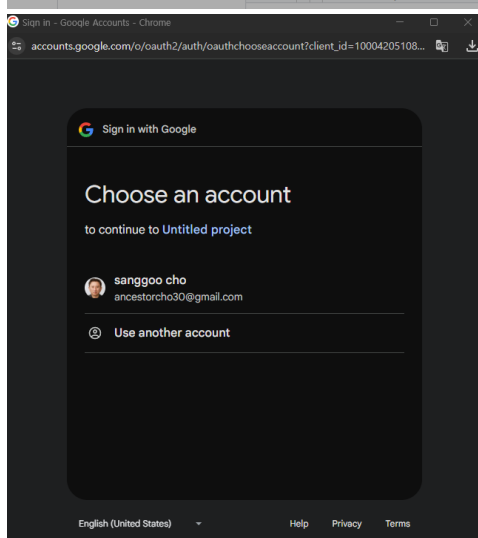 Sign in - Google Accounts - Chrome
accounts.google.com/o/oauth2/auth/oauthchooseaccount?client_id=10004205108...
Sign in with Google
Choose an account
to continue to Untitled project
sanggoo cho
ancestorcho30@gmail.com
Use another account
English (United States)
Help Privacy Terms